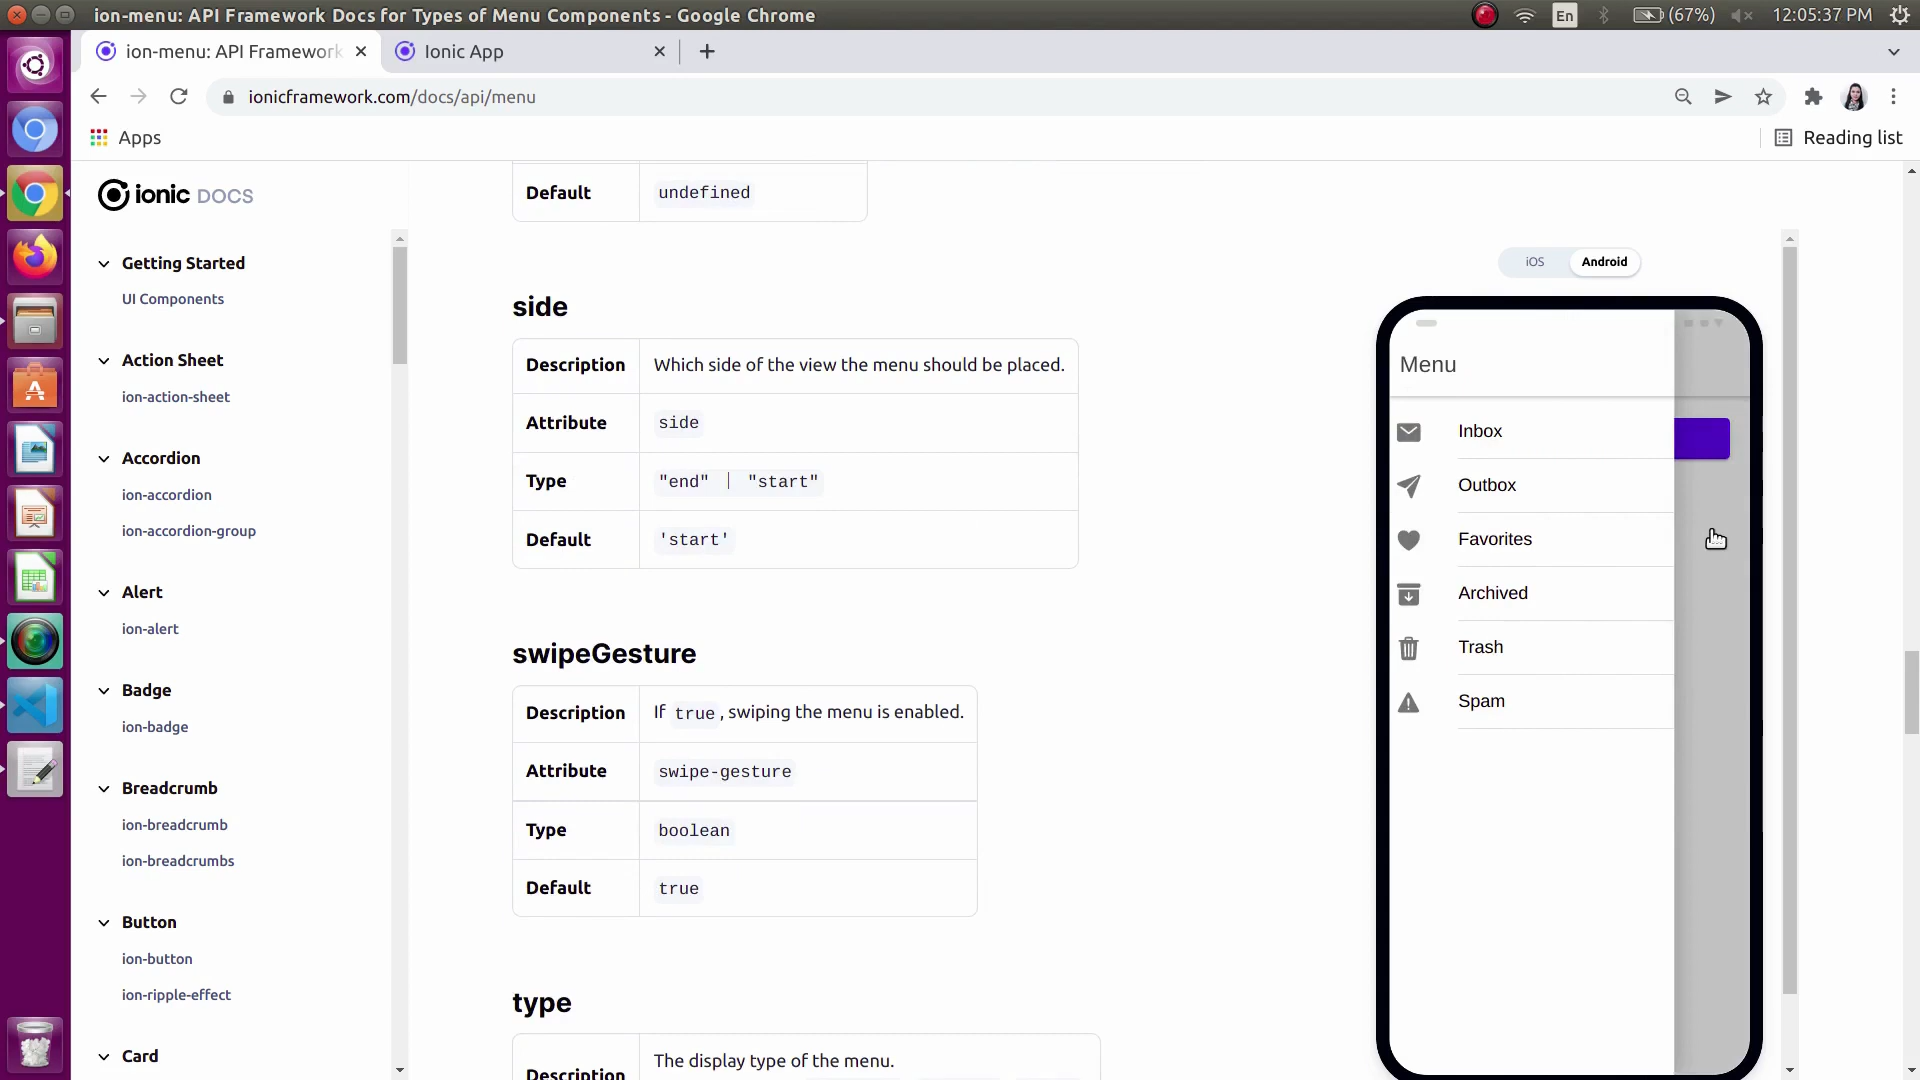 ion-menu: API Framework Docs for Types of Menu Components - Google Chrome
En
(67%)
12:05:37 PM
ion-menu: API Framework
Ionic App
ionicframework.com/docs/api/menu
Apps
Reading list
ionic DOCS
Getting Started
UI Components
Action Sheet
ion-action-sheet
Accordion
ion-accordion
ion-accordion-group
Alert
ion-alert
Badge
ion-badge
Breadcrumb
ion-breadcrumb
ion-breadcrumbs
Button
ion-button
ion-ripple-effect
Card
Default undefined
side
Description Which side of the view the menu should be placed.
Attribute side
Type "end" | "start"
Default 'start'
swipeGesture
Description If true, swiping the menu is enabled.
Attribute swipe-gesture
Type boolean
Default true
type
Description The display type of the menu.
iOS Android
Menu
Inbox
Outbox
Favorites
Archived
Trash
Spam